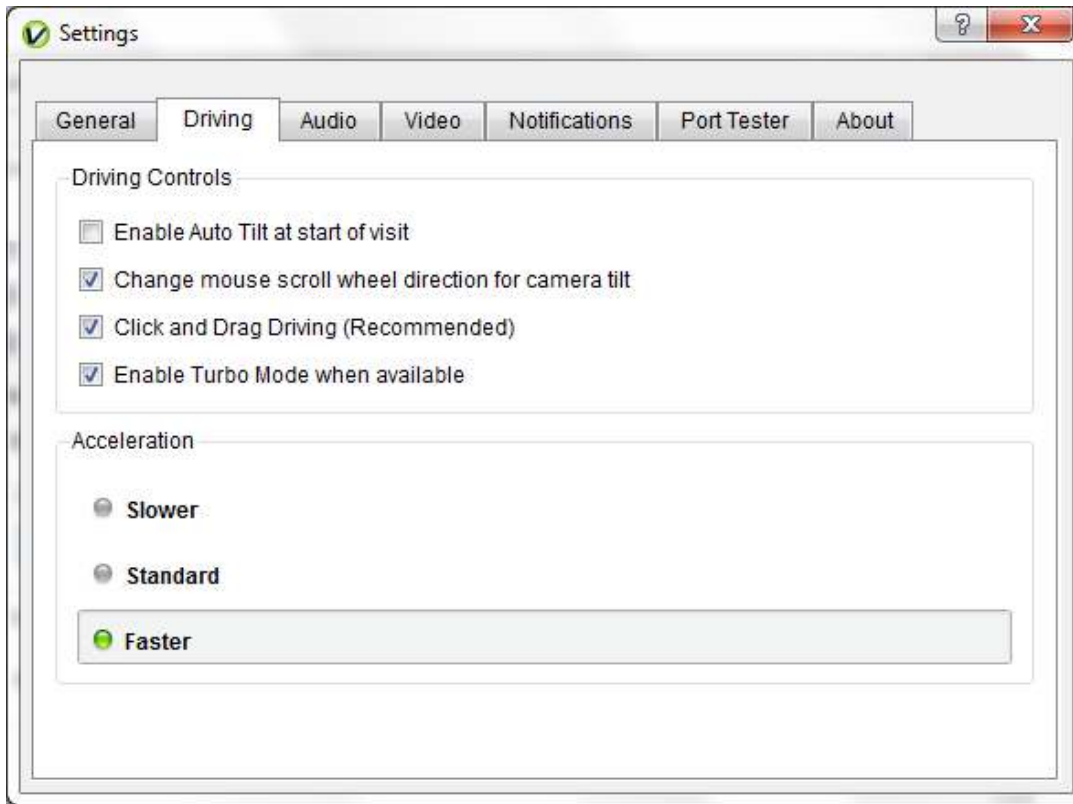 Settings
General Driving Audio Video Notifications Port Tester About
Driving Controls
Enable Auto Tilt at start of visit
Change mouse scroll wheel direction for camera tilt
Click and Drag Driving (Recommended)
Enable Turbo Mode when available
Acceleration
Slower
Standard
Faster